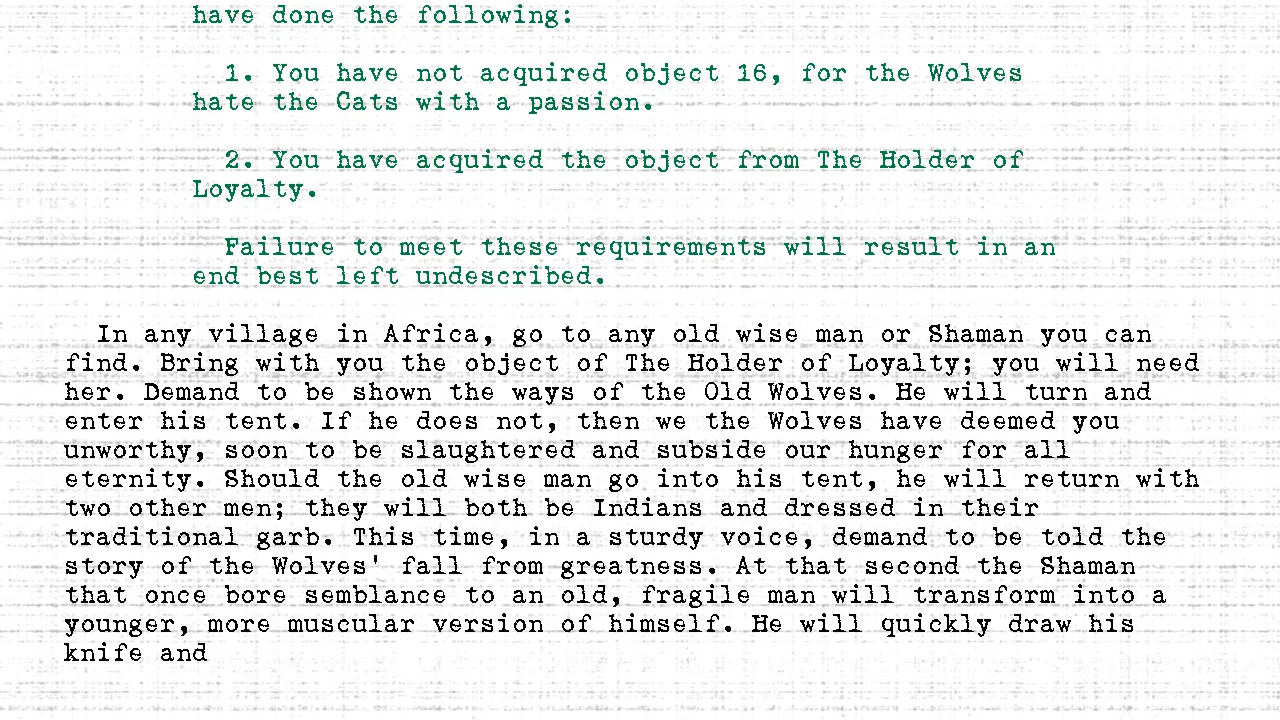 have done the following:
1. You have not acquired object 16, for the Wolves
hate the Cats with a passion.
2. You have acquired the object from The Holder of
Loyalty.
Failure to meet these requirements will result in an
end best left undescribed.
In any village in Africa, go to any old wise man or Shaman you can
find. Bring with you the object of The Holder of Loyalty; you will need
her. Demand to be shown the ways of the Old Wolves. He will turn and
enter his tent. If he does not, then we the Wolves have deemed you
unworthy, soon to be slaughtered and subside our hunger for all
eternity. Should the old wise man go into his tent, he will return with
two other men; they will both be Indians and dressed in their
traditional garb. This time, in a sturdy voice, demand to be told the
story of the Wolves' fall from greatness. At that second the Shaman
that once bore semblance to an old, fragile man will transform into a
younger, more muscular version of himself. He will quickly draw his
knife and